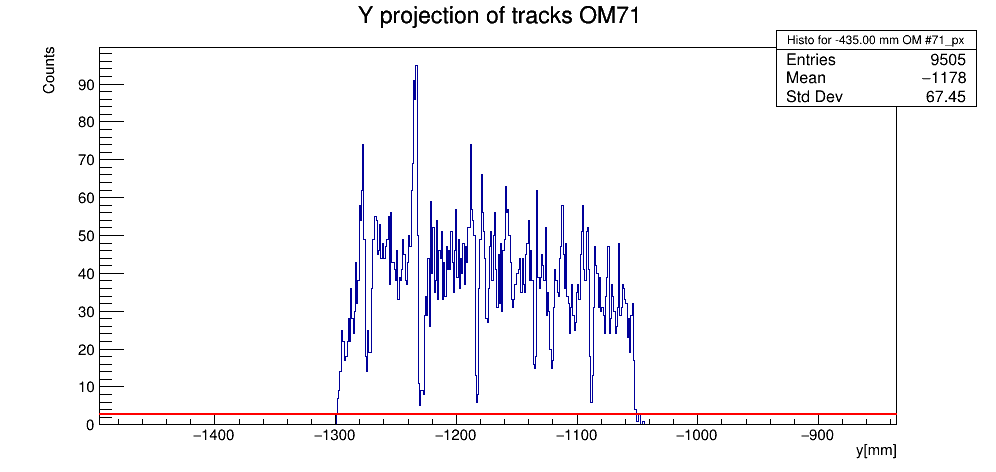 Y projection of tracks OM71
Histo for -435.00 mm OM #71_px
Entries 9505
Mean −1178
Std Dev 67.45
Counts
90
80
70
60
50
40
30
20
10
0
−1400 −1300 −1200 −1100 −1000 −900
y[mm]